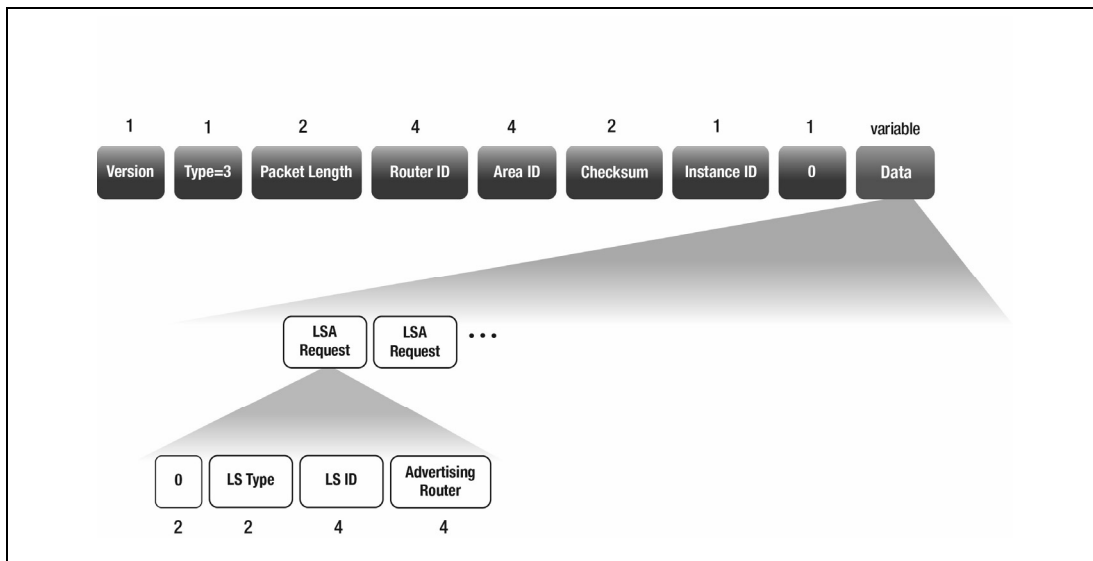 1 1 2 4 4 2 1 1 variable
Version Type=3 Packet Length Router ID Area ID Checksum Instance ID 0 Data
LSA
Request
LSA
Request
...
0 LS Type LS ID Advertising
Router
2 2 4 4